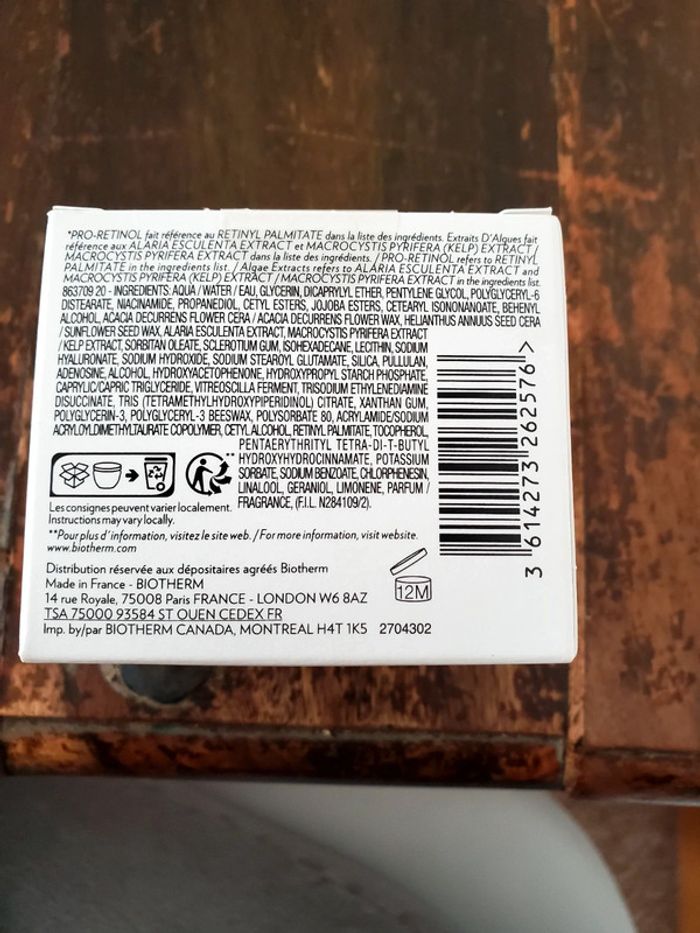 *PRO-RETINOL fait référence au RETINYL PALMITATE dans la liste des ingrédients. Extraits D'Algues fait
référence aux ALARIA ESCULENTA EXTRACT et MACROCYSTIS PYRIFERA (KELP) EXTRACT /
MACROCYSTIS PYRIFERA EXTRACT dans la liste des ingrédients. / PRO-RETINOL refers to RETINYL
PALMITATE in the ingredients list. / Algae Extracts refers to ALARIA ESCULENTA EXTRACT and
MACROCYSTIS PYRIFERA (KELP) EXTRACT / MACROCYSTIS PYRIFERA EXTRACT in the ingredients list.
863709 20 - INGREDIENTS: AQUA / WATER / EAU, GLYCERIN, DICAPRYLYL ETHER, PENTYLENE GLYCOL, POLYGLYCERYL-6
DISTEARATE, NIACINAMIDE, PROPANEDIOL, CETYL ESTERS, JOJOBA ESTERS, CETEARYL ISONONANOATE, BEHENYL
ALCOHOL, ACACIA DECURRENS FLOWER CERA / ACACIA DECURRENS FLOWER WAX, HELIANTHUS ANNUUS SEED CERA
/ SUNFLOWER SEED WAX, ALARIA ESCULENTA EXTRACT, MACROCYSTIS PYRIFERA EXTRACT
/ KELP EXTRACT, SORBITAN OLEATE, SCLEROTIUM GUM, ISOHEXADECANE, LECITHIN, SODIUM
HYALURONATE, SODIUM HYDROXIDE, SODIUM STEAROYL GLUTAMATE, SILICA, PULLULAN,
ADENOSINE, ALCOHOL, HYDROXYACETOPHENONE, HYDROXYPROPYL STARCH PHOSPHATE,
CAPRYLIC/CAPRIC TRIGLYCERIDE, VITREOSCILLA FERMENT, TRISODIUM ETHYLENEDIAMINE
DISUCCINATE, TRIS (TETRAMETHYLHYDROXYPIPERIDINOL) CITRATE, XANTHAN GUM,
POLYGLYCERIN-3, POLYGLYCERYL-3 BEESWAX, POLYSORBATE 80, ACRYLAMIDE/SODIUM
ACRYLOYLDIMETHYLTAURATE COPOLYMER, CETYL ALCOHOL, RETINYL PALMITATE, TOCOPHEROL,
PENTAERYTHRITYL TETRA-DI-T-BUTYL
HYDROXYHYDROCINNAMATE, POTASSIUM
SORBATE, SODIUM BENZOATE, CHLORPHENESIN,
LINALOOL, GERANIOL, LIMONENE, PARFUM /
FRAGRANCE, (F.I.L. N284109/2).
**
Les consignes peuvent varier localement.
Instructions may vary locally.
**Pour plus d'information, visitez le site web. / For more information, visit website.
www.biotherm.com
Distribution réservée aux dépositaires agréés Biotherm
Made in France - BIOTHERM
14 rue Royale, 75008 Paris FRANCE - LONDON W6 8AZ
TSA 75000 93584 ST OUEN CEDEX FR
Imp. by/par BIOTHERM CANADA, MONTREAL H4T 1K5 2704302
12M
3 614273 262576 >